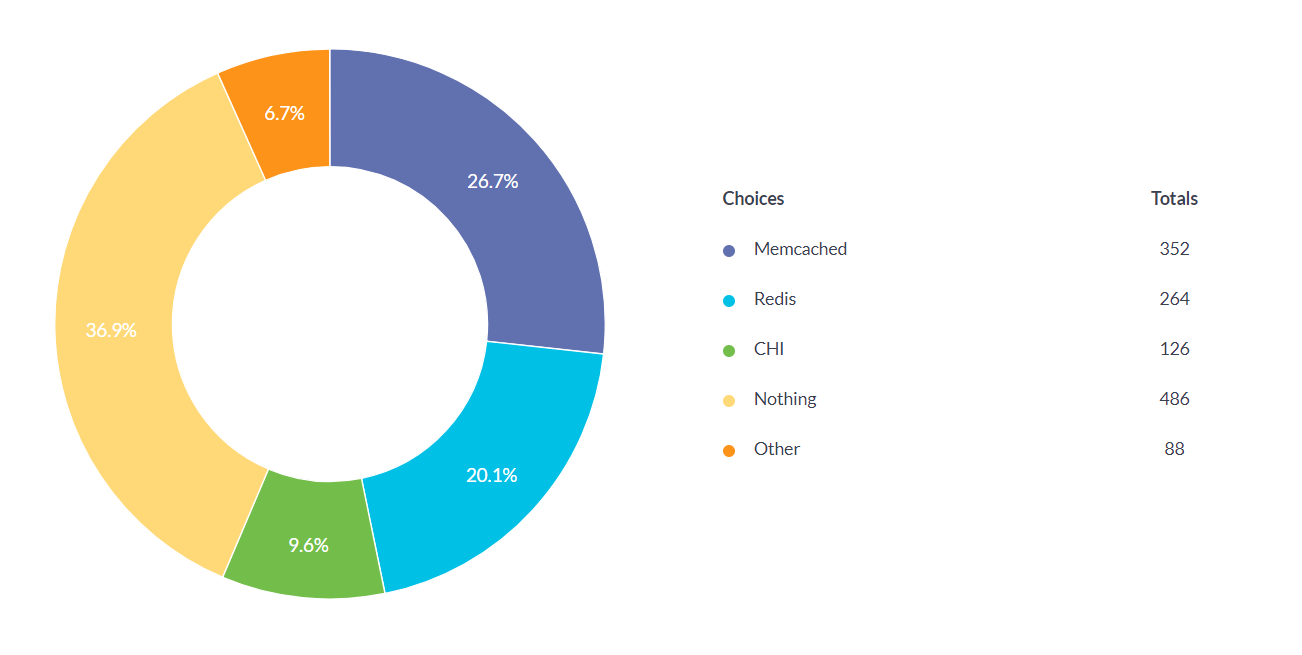 6.7%
26.7%
36.9%
20.1%
9.6%
Choices Totals
Memcached 352
Redis 264
CHI 126
Nothing 486
Other 88